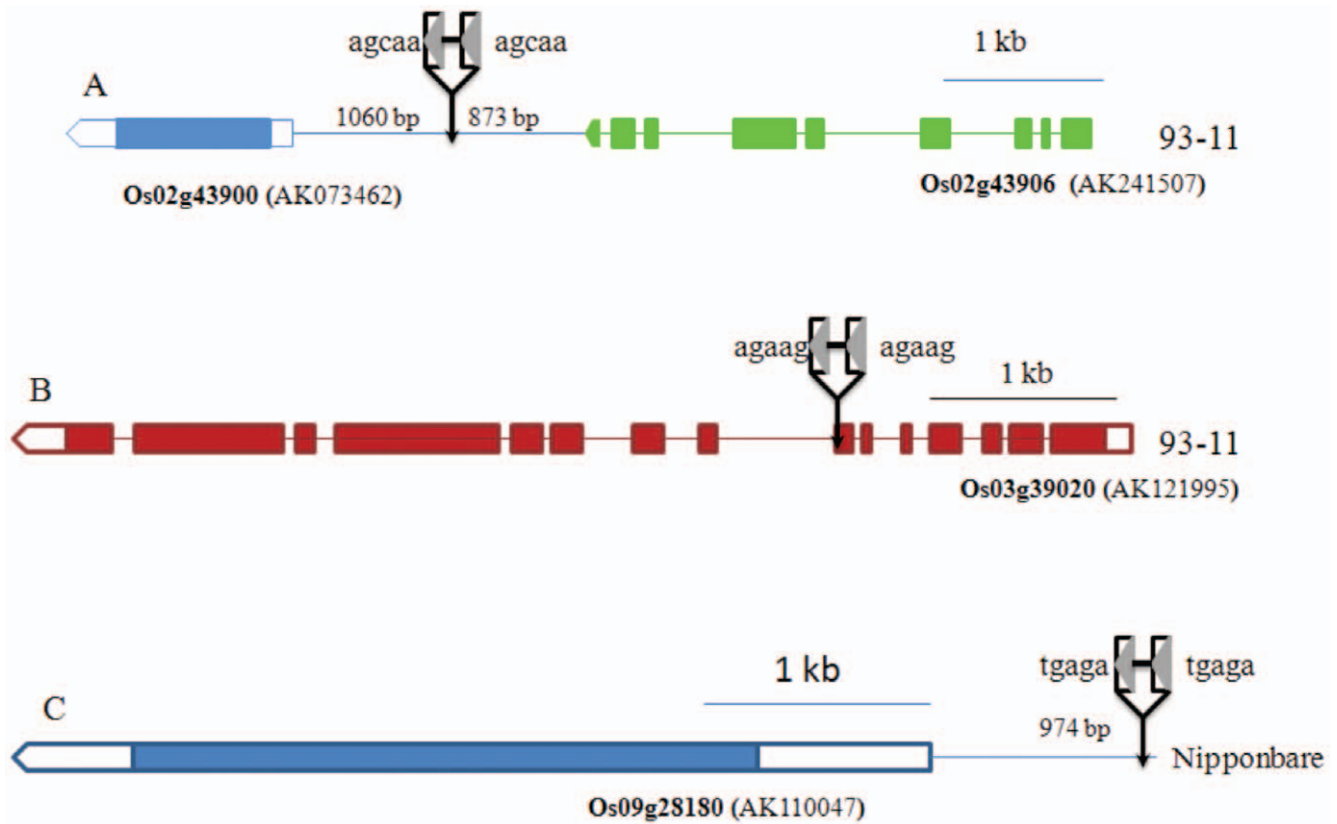 agcaa agcaa
1 kb
A
1060 bp 873 bp
93-11
Os02g43900 (AK073462)
Os02g43906 (AK241507)
agaag agaag
1 kb
B
93-11
Os03g39020 (AK121995)
tgaga tgaga
1 kb
C
974 bp
Nipponbare
Os09g28180 (AK110047)